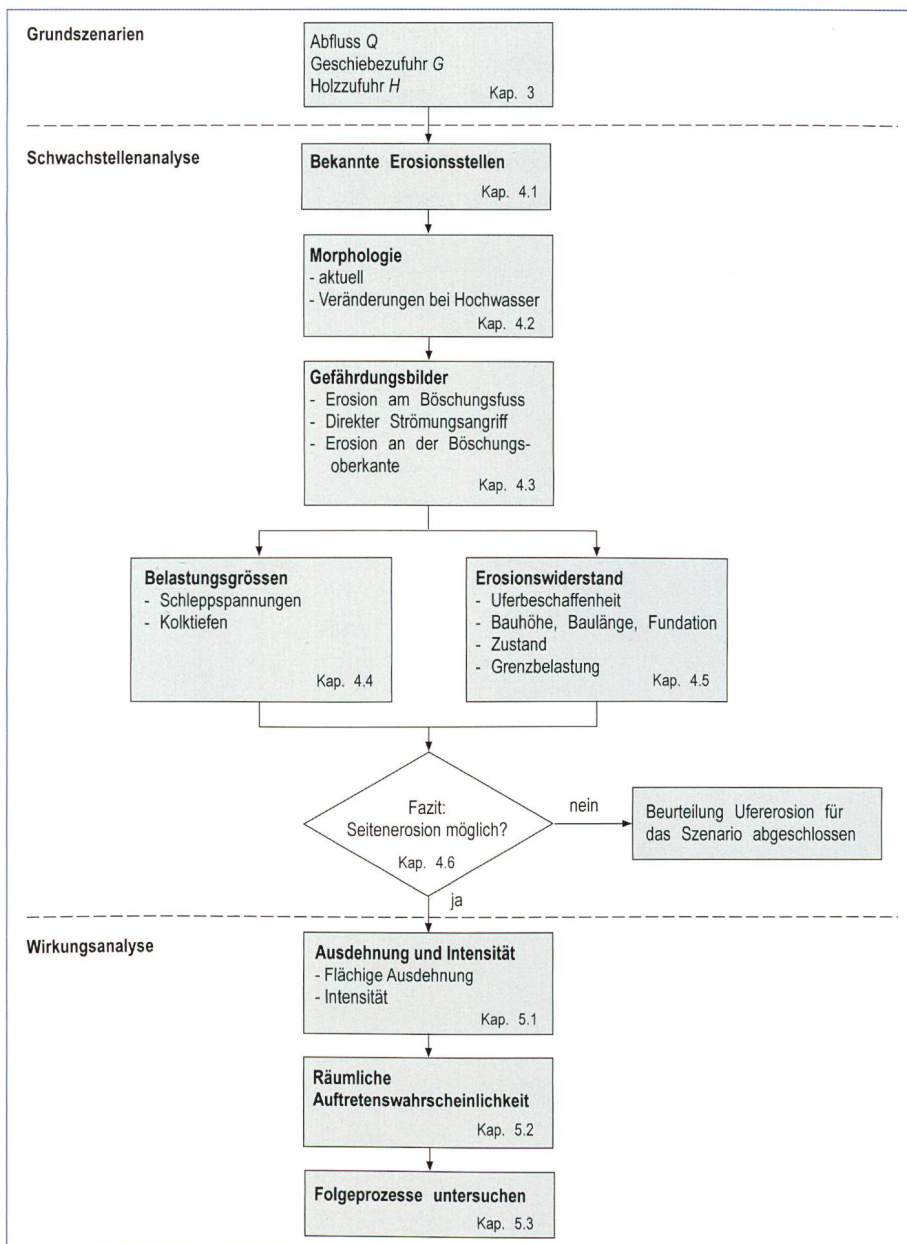 Grundszenarien
Abfluss Q
Geschiebezufuhr G
Holzzufuhr H
Kap. 3
Schwachstellenanalyse
Bekannte Erosionsstellen
Kap. 4.1
Morphologie
- aktuell
- Veränderungen bei Hochwasser
Kap. 4.2
Gefährdungsbilder
- Erosion am Böschungsfuss
- Direkter Strömungsangriff
- Erosion an der Böschungs-
oberkante
Kap. 4.3
Belastungsgrössen
- Schleppspannungen
- Kolktiefen
Kap. 4.4
Erosionswiderstand
- Uferbeschaffenheit
- Bauhöhe, Baulänge, Fundation
- Zustand
- Grenzbelastung
Kap. 4.5
Fazit:
Seitenerosion möglich?
Kap. 4.6
nein
Beurteilung Ufererosion für
das Szenario abgeschlossen
ja
Wirkungsanalyse
Ausdehnung und Intensität
- Flächige Ausdehnung
- Intensität
Kap. 5.1
Räumliche
Auftretenswahrscheinlichkeit
Kap. 5.2
Folgeprozesse untersuchen
Kap. 5.3